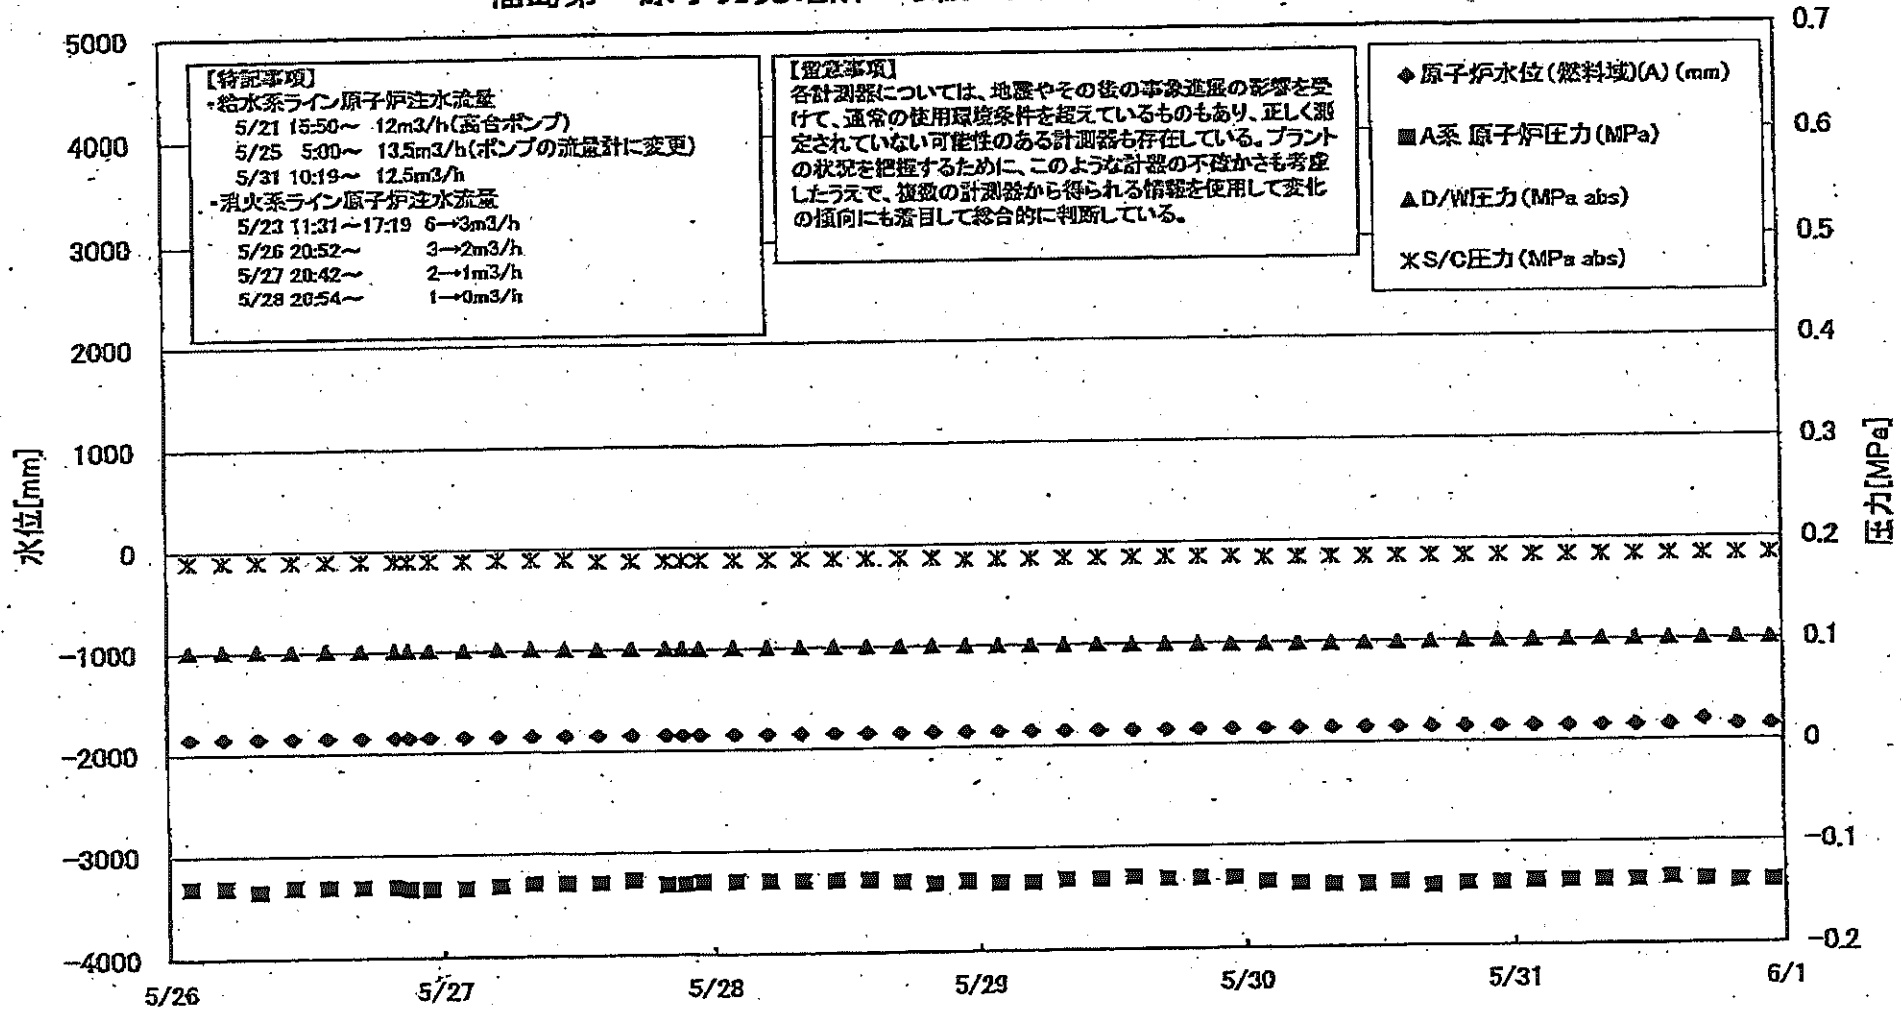 5000
4000
3000
2000
1000
0
-1000
-2000
-3000
-4000
水位[mm]
【特記事項】
・給水系ライン原子炉注水流量
5/21 15:50～ 12m3/h(高台ポンプ)
5/25 5:00～ 13.5m3/h(ポンプの流量計に変更)
5/31 10:19～ 12.5m3/h
・消火系ライン原子炉注水流量
5/23 11:31～17:19 6→3m3/h
5/26 20:52～ 3→2m3/h
5/27 20:42～ 2→1m3/h
5/28 20:54～ 1→0m3/h
【留意事項】
各計測器については、地震やその後の事象進展の影響を受
けて、通常の使用環境条件を超えているものもあり、正しく測
定されていない可能性のある計測器も存在している。プラント
の状況を把握するために、このような計器の不確かさも考慮
したうえで、複数の計測器から得られる情報を使用して変化
の傾向にも着目して総合的に判断している。
◆原子炉水位(燃料域)(A)(mm)
■A系 原子炉圧力(MPa)
▲D/W圧力(MPa abs)
S/C圧力(MPa abs)
0.7
0.6
0.5
0.4
0.3
0.2
0.1
0
-0.1
-0.2
圧力[MPa]
5/26
5/27
5/28
5/29
5/30
5/31
6/1